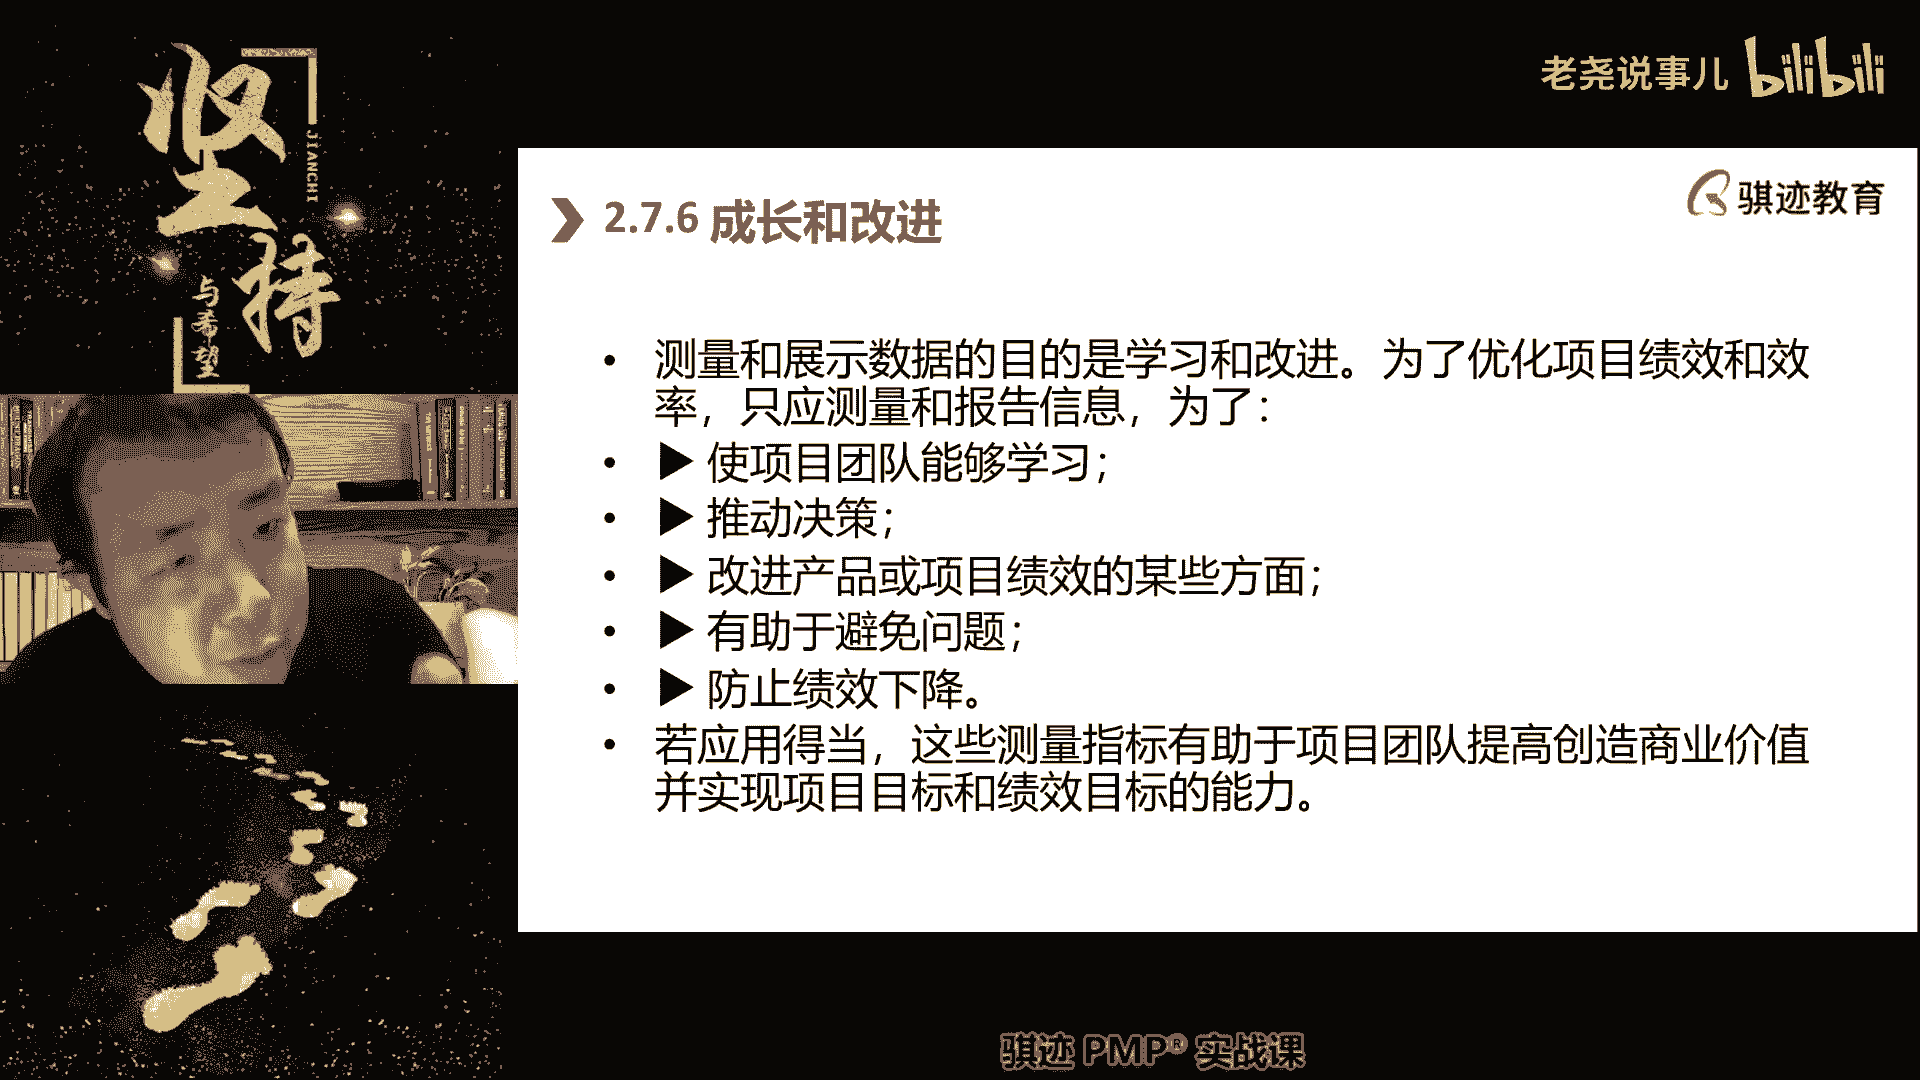 坚持
JIANCHI
与希望
老尧说事儿 bilibili
骐迹教育
2.7.6 成长和改进
• 测量和展示数据的目的是学习和改进。为了优化项目绩效和效
率，只应测量和报告信息，为了：
• ▶ 使项目团队能够学习；
• ▶ 推动决策；
• ▶ 改进产品或项目绩效的某些方面；
• ▶ 有助于避免问题；
• ▶ 防止绩效下降。
• 若应用得当，这些测量指标有助于项目团队提高创造商业价值
并实现项目目标和绩效目标的能力。
骐迹 PMP® 实战课